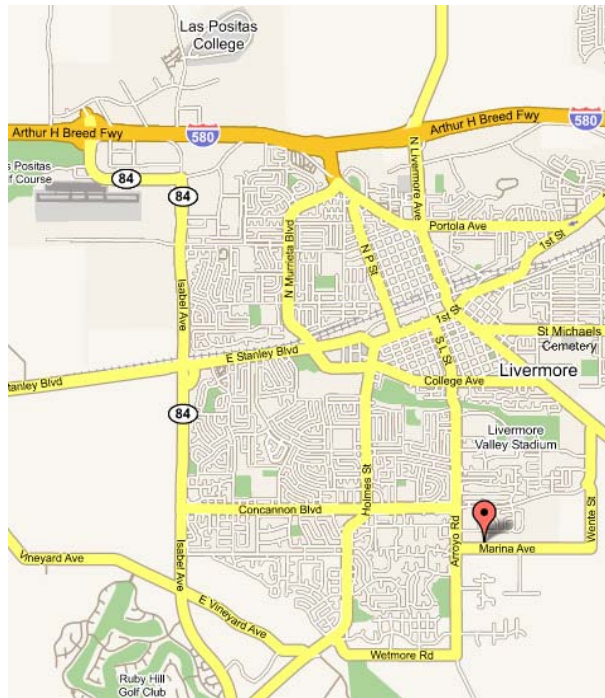 Las Positas
College
Arthur H Breed Fwy
580
Arthur H Breed Fwy
580
s Positas
f Course
84
84
N Livermore Ave
Portola Ave
1st St
N Murrieta Blvd
N P St
Isabel Ave
1st St
St Michaels
Cemetery
E Stanley Blvd
S L St
Stanley Blvd
College Ave
Livermore
84
Livermore
Valley Stadium
Holmes St
Concannon Blvd
Wente St
Arroyo Rd
Marina Ave
Vineyard Ave
Isabel Ave
E Vineyard Ave
Wetmore Rd
Ruby Hill
Golf Club